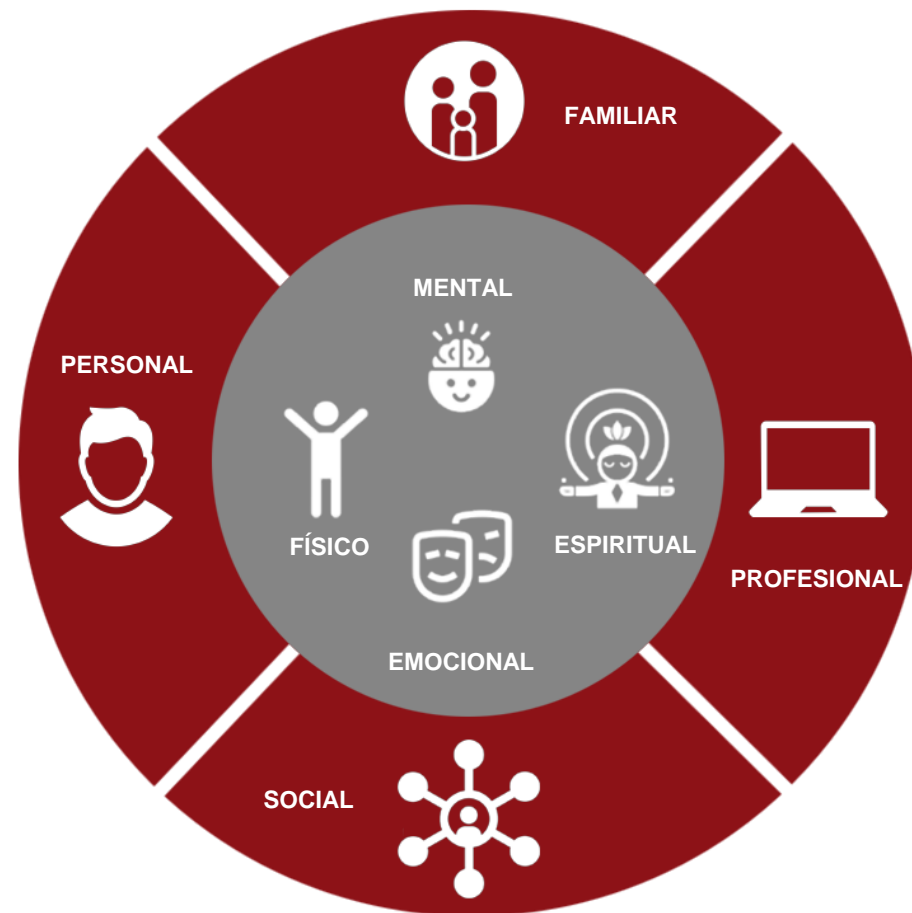 FAMILIAR
MENTAL
PERSONAL
FÍSICO
ESPIRITUAL
PROFESIONAL
EMOCIONAL
SOCIAL